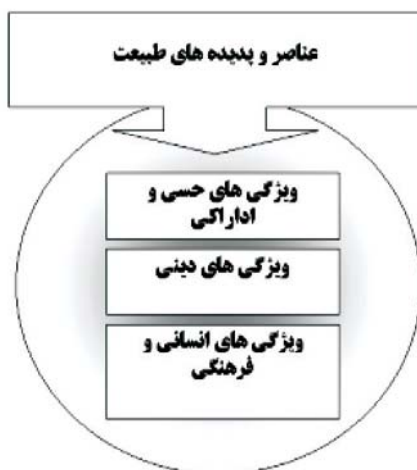 عناصر و پدیده های طبیعت
ویژگی های حسی و
اداراکی
ویژگی های دینی
ویژگی های انسانی و
فرهنگی